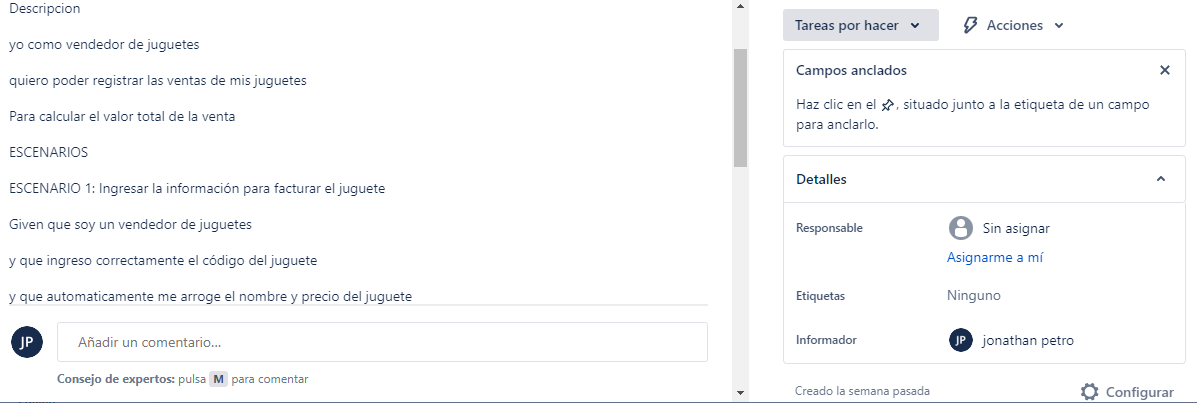 Descripcion
yo como vendedor de juguetes
quiero poder registrar las ventas de mis juguetes
Para calcular el valor total de la venta
ESCENARIOS
ESCENARIO 1: Ingresar la información para facturar el juguete
Given que soy un vendedor de juguetes
y que ingreso correctamente el código del juguete
y que automaticamente me arroge el nombre y precio del juguete
JP
Añadir un comentario...
Consejo de expertos: pulsa M para comentar
Tareas por hacer
Acciones
Campos anclados
Haz clic en el , situado junto a la etiqueta de un campo
para anclarlo.
Detalles
Responsable
Sin asignar
Asignarme a mí
Etiquetas
Ninguno
Informador
JP
jonathan petro
Creado la semana pasada
Configurar